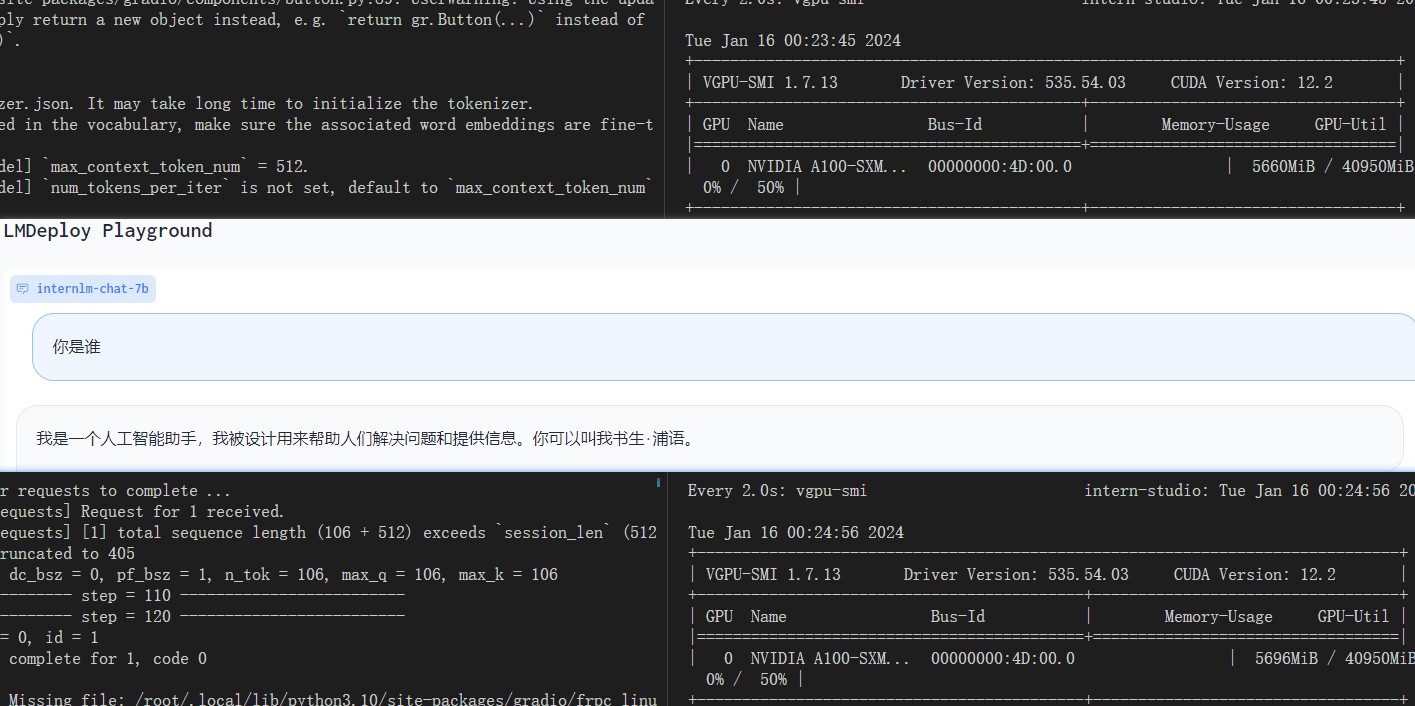 site-packages/gradio/components/button.py:89: UserWarning: Using the upda
ply return a new object instead, e.g. `return gr.Button(...)` instead of
)`.
zer.json. It may take long time to initialize the tokenizer.
ed in the vocabulary, make sure the associated word embeddings are fine-t
del] `max_context_token_num` = 512.
del] `num_tokens_per_iter` is not set, default to `max_context_token_num`
Every 2.0s: vgpu-smi intern-studio: Tue Jan 16 00:23:45 20
Tue Jan 16 00:23:45 2024
VGPU-SMI 1.7.13 Driver Version: 535.54.03 CUDA Version: 12.2
GPU Name Bus-Id | Memory-Usage GPU-Util |
0 NVIDIA A100-SXM... 00000000:4D:00.0 | 5660MiB / 40950MiB
0% / 50% |
LMDeploy Playground
internlm-chat-7b
你是谁
我是一个人工智能助手，我被设计用来帮助人们解决问题和提供信息。你可以叫我书生·浦语。
r requests to complete ...
equests] Request for 1 received.
equests] [1] total sequence length (106 + 512) exceeds `session_len` (512
runcated to 405
dc_bsz = 0, pf_bsz = 1, n_tok = 106, max_q = 106, max_k = 106
-------- step = 110 -------------------------
-------- step = 120 -------------------------
= 0, id = 1
complete for 1, code 0
Missing file: /root/.local/lib/python3.10/site-packages/gradio/frpc_linu
Every 2.0s: vgpu-smi intern-studio: Tue Jan 16 00:24:56 20
Tue Jan 16 00:24:56 2024
VGPU-SMI 1.7.13 Driver Version: 535.54.03 CUDA Version: 12.2
GPU Name Bus-Id | Memory-Usage GPU-Util |
0 NVIDIA A100-SXM... 00000000:4D:00.0 | 5696MiB / 40950MiB
0% / 50% |